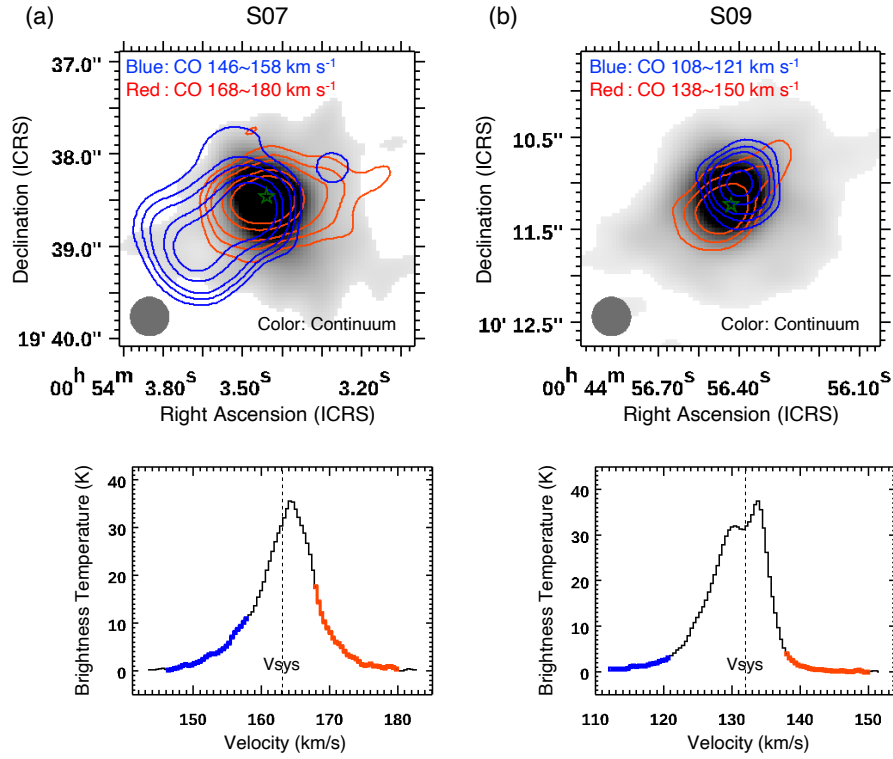 (a) S07
37.0"
38.0"
39.0"
19' 40.0"
Declination (ICRS)
Blue: CO 146~158 km s⁻¹
Red : CO 168~180 km s⁻¹
Color: Continuum
00ʰ 54ᵐ 3.80ˢ 3.50ˢ 3.20ˢ
Right Ascension (ICRS)
(b) S09
10.5"
11.5"
10' 12.5"
Declination (ICRS)
Blue: CO 108~121 km s⁻¹
Red : CO 138~150 km s⁻¹
Color: Continuum
00ʰ 44ᵐ 56.70ˢ 56.40ˢ 56.10ˢ
Right Ascension (ICRS)
Brightness Temperature (K)
40
30
20
10
0
Vsys
150 160 170 180
Velocity (km/s)
Brightness Temperature (K)
40
30
20
10
0
Vsys
110 120 130 140 150
Velocity (km/s)